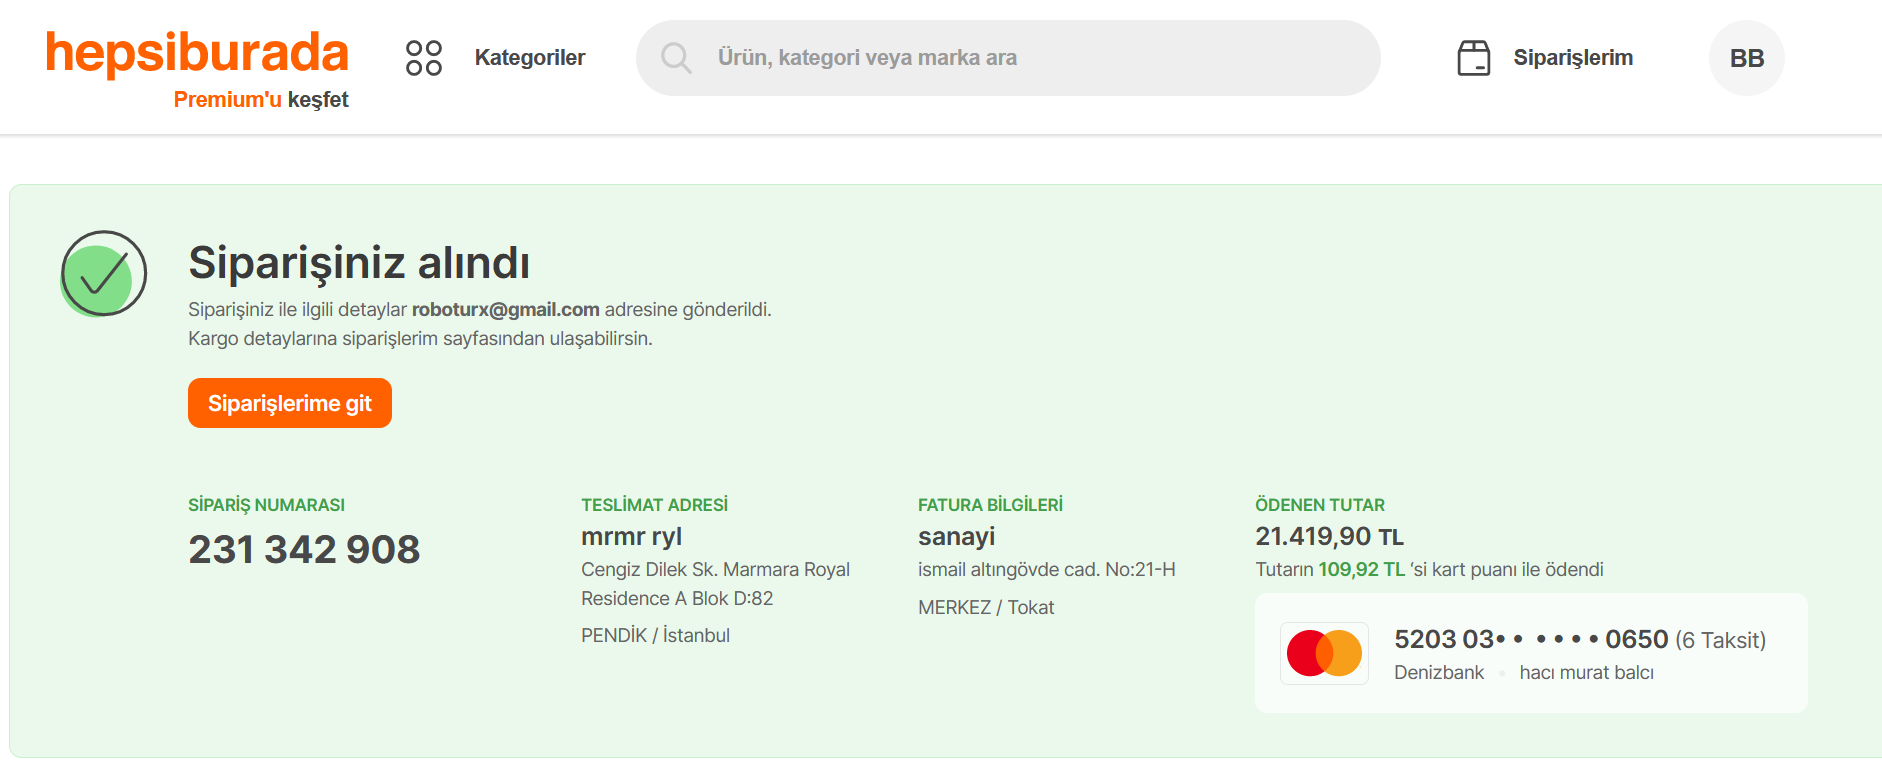 hepsiburada
Premium'u keşfet
Kategoriler
Ürün, kategori veya marka ara
Siparişlerim
BB
Siparişiniz alındı
Siparişiniz ile ilgili detaylar roboturx@gmail.com adresine gönderildi.
Kargo detaylarına siparişlerim sayfasından ulaşabilirsin.
Siparişlerime git
SİPARİŞ NUMARASI
231 342 908
TESLİMAT ADRESİ
mrmr ryl
Cengiz Dilek Sk. Marmara Royal
Residence A Blok D:82
PENDİK / İstanbul
FATURA BİLGİLERİ
sanayi
ismail altıngövde cad. No:21-H
MERKEZ / Tokat
ÖDENEN TUTAR
21.419,90 TL
Tutarın 109,92 TL ‘si kart puanı ile ödendi
5203 03•• •••• 0650 (6 Taksit)
Denizbank • hacı murat balcı